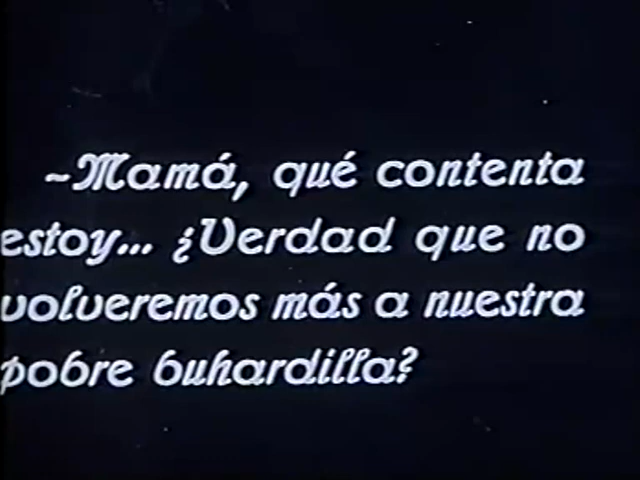 -Mamá, qué contenta
estoy... ¿Verdad que no
volveremos más a nuestra
pobre buhardilla?